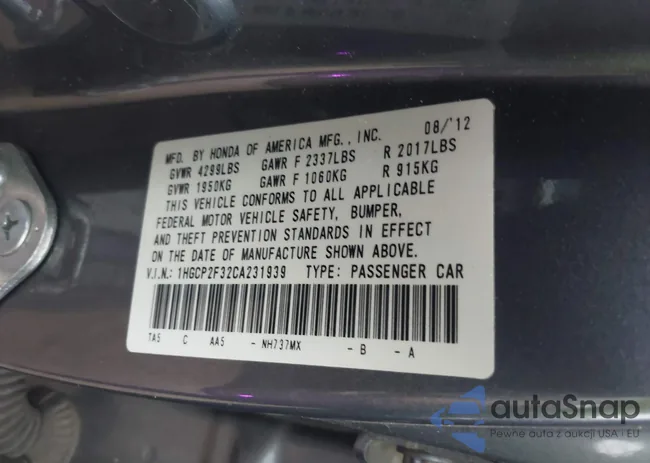 MFD. BY HONDA OF AMERICA MFG., INC. 08/'12
GVWR 4299LBS GAWR F 2337LBS R 2017LBS
GVWR 1950KG GAWR F 1060KG R 915KG
THIS VEHICLE CONFORMS TO ALL APPLICABLE
FEDERAL MOTOR VEHICLE SAFETY, BUMPER,
AND THEFT PREVENTION STANDARDS IN EFFECT
ON THE DATE OF MANUFACTURE SHOWN ABOVE.
V.I.N.: 1HGCP2F32CA231939 TYPE: PASSENGER CAR
TA5 C AA5 - NH737MX - B - A
autaSnap
Pewne auta z aukcji USA i EU